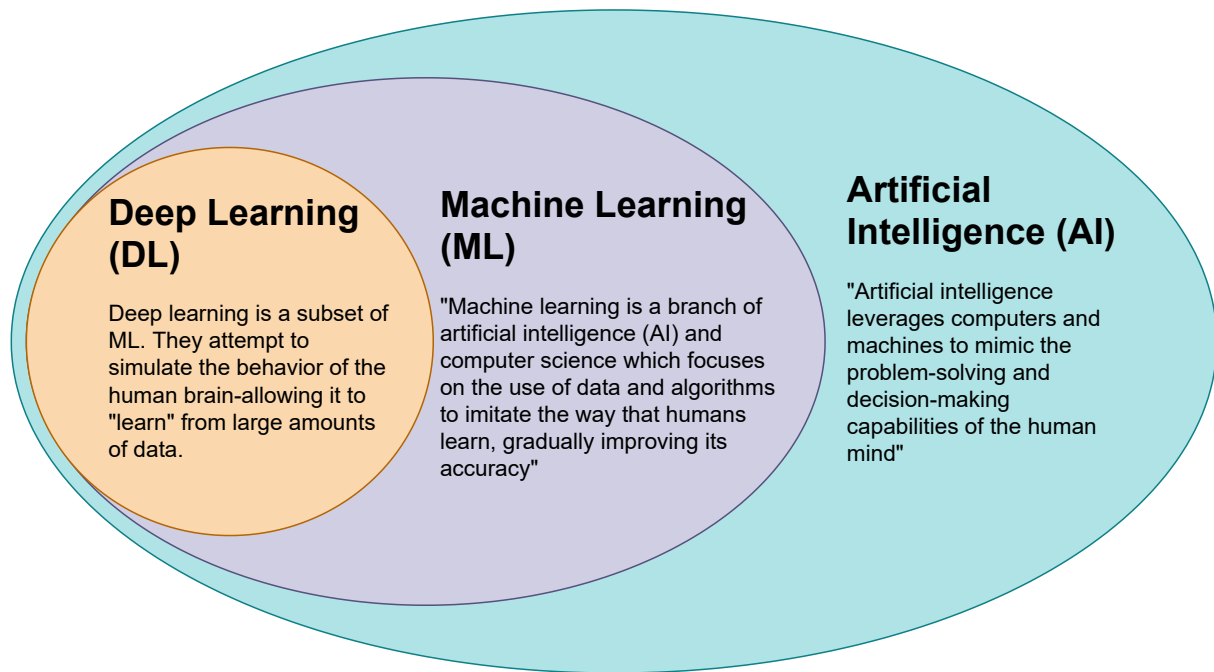 Deep Learning
(DL)
Deep learning is a subset of
ML. They attempt to
simulate the behavior of the
human brain-allowing it to
"learn" from large amounts
of data.
Machine Learning
(ML)
"Machine learning is a branch of
artificial intelligence (AI) and
computer science which focuses
on the use of data and algorithms
to imitate the way that humans
learn, gradually improving its
accuracy"
Artificial
Intelligence (AI)
"Artificial intelligence
leverages computers and
machines to mimic the
problem-solving and
decision-making
capabilities of the human
mind"